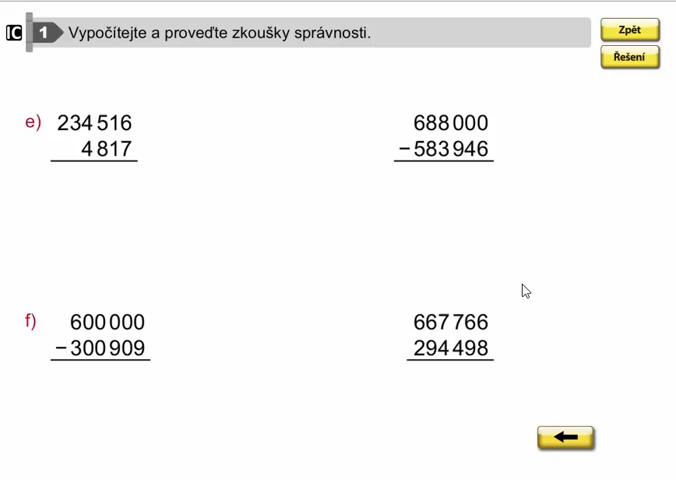 1C 1 Vypočítejte a proveďte zkoušky správnosti.
Zpět
Řešení
e) 234 516 688 000
4 817 – 583 946
f) 600 000 667 766
– 300 909 294 498